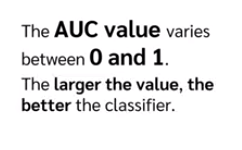 The AUC value varies
between 0 and 1.
The larger the value, the
better the classifier.